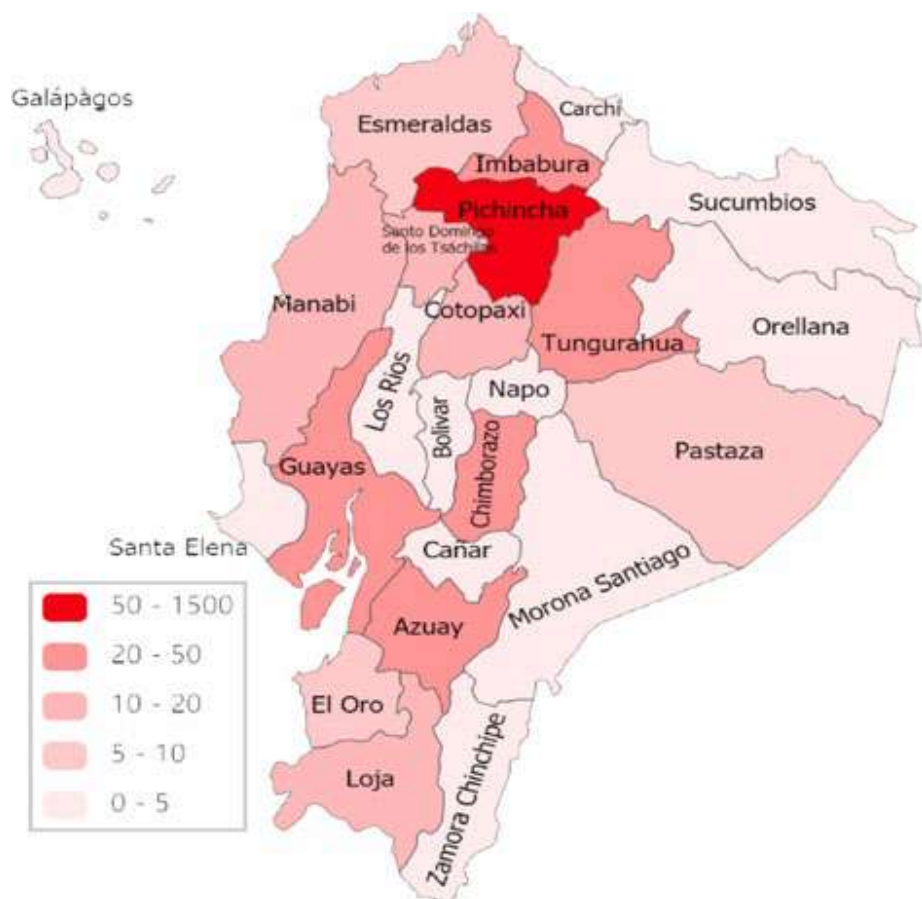 Galápàgos
Carchi
Esmeraldas
Imbabura
Sucumbios
Pichincha
Santo Domingo
de los Tsáchilas
Manabi
Cotopaxi
Orellana
Tungurahua
Los Rios
Napo
Bolivar
Pastaza
Guayas
Chimborazo
Santa Elena
Cañar
Morona Santiago
Azuay
El Oro
Loja
Zamora Chinchipe
50 - 1500
20 - 50
10 - 20
5 - 10
0 - 5